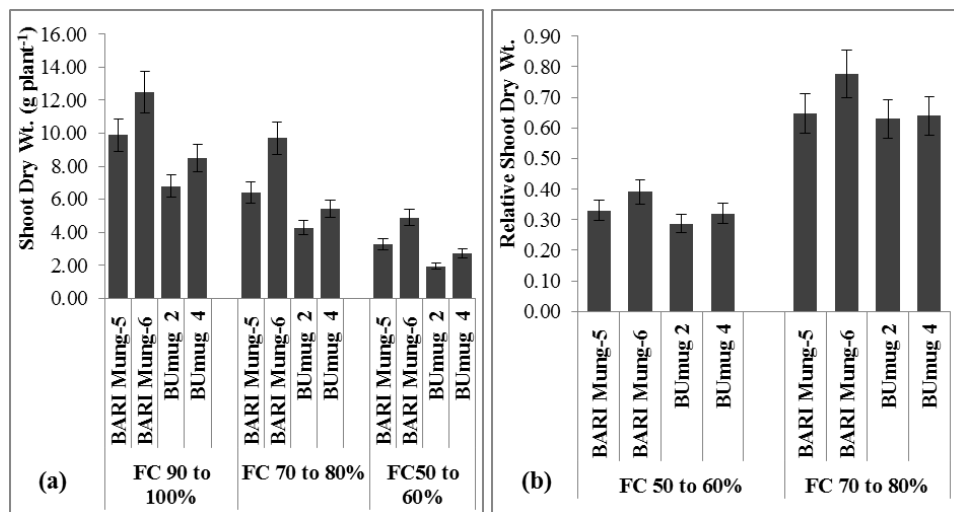 Shoot Dry Wt. (g plant⁻¹)
16.00
14.00
12.00
10.00
8.00
6.00
4.00
2.00
0.00
BARI Mung-5
BARI Mung-6
BUmug 2
BUmug 4
BARI Mung-5
BARI Mung-6
BUmug 2
BUmug 4
BARI Mung-5
BARI Mung-6
BUmug 2
BUmug 4
FC 90 to
100%
FC 70 to 80%
FC50 to
60%
(a)
Relative Shoot Dry Wt.
0.90
0.80
0.70
0.60
0.50
0.40
0.30
0.20
0.10
0.00
BARI Mung-5
BARI Mung-6
BUmug 2
BUmug 4
BARI Mung-5
BARI Mung-6
BUmug 2
BUmug 4
FC 50 to 60%
FC 70 to 80%
(b)